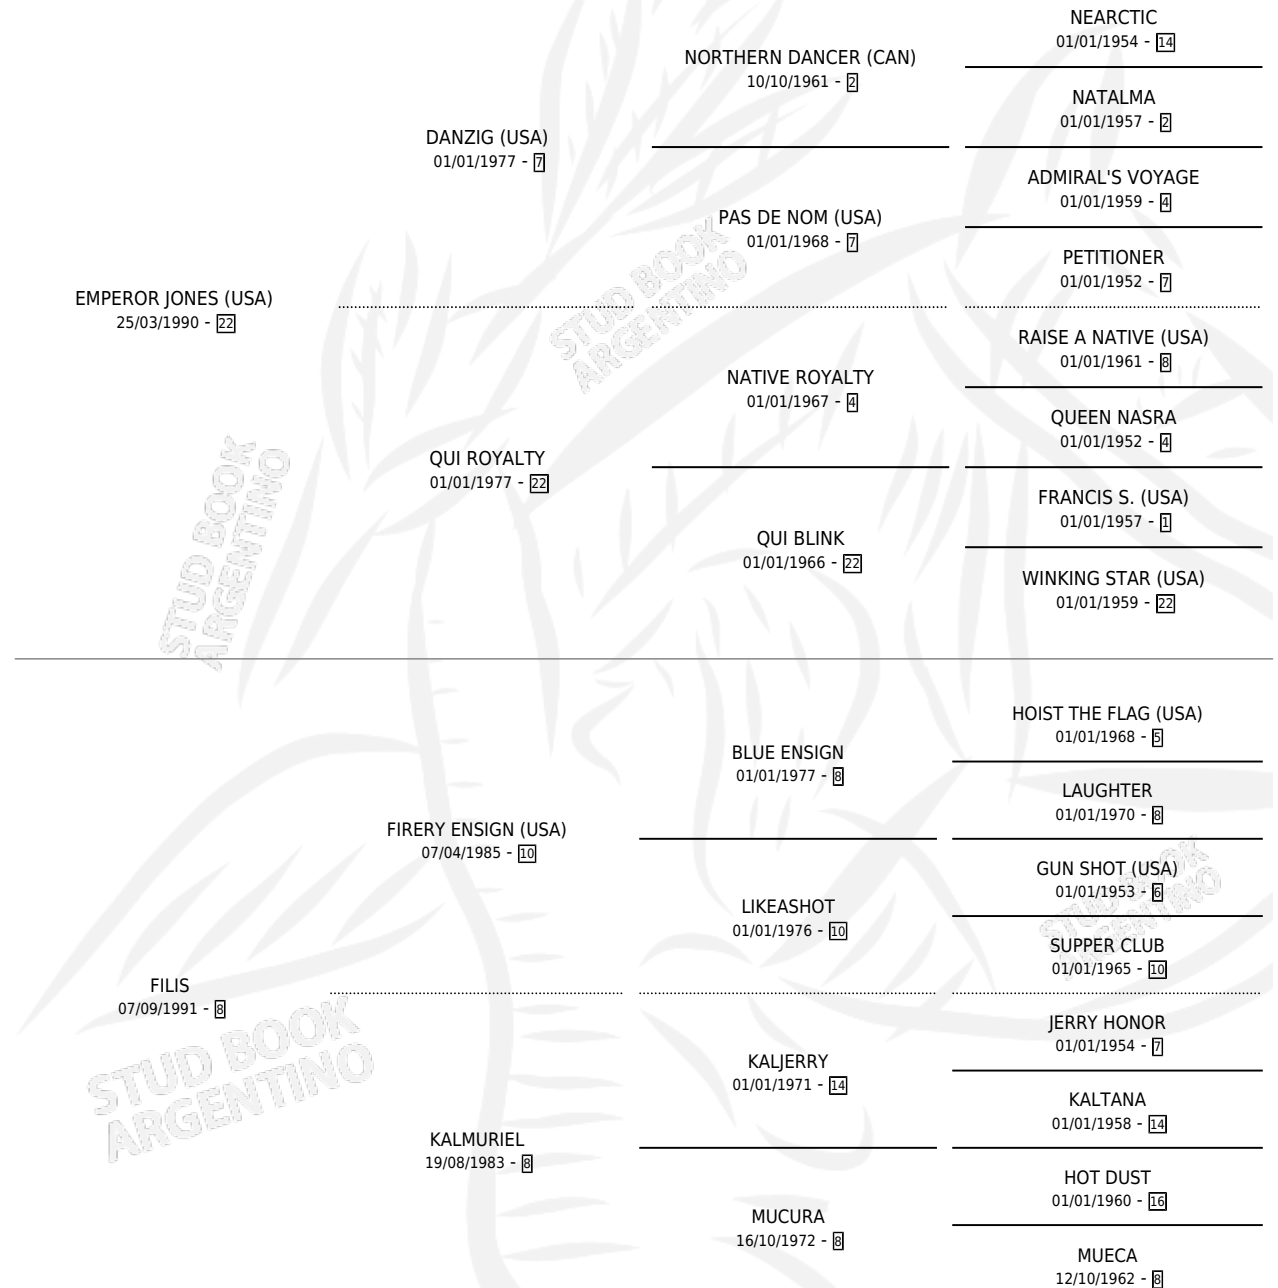 NEARCTIC
01/01/1954 - 14
NORTHERN DANCER (CAN)
10/10/1961 - 2
NATALMA
01/01/1957 - 2
DANZIG (USA)
01/01/1977 - 7
ADMIRAL'S VOYAGE
01/01/1959 - 4
PAS DE NOM (USA)
01/01/1968 - 7
PETITIONER
01/01/1952 - 7
EMPEROR JONES (USA)
25/03/1990 - 22
STUD BOOK
ARGENTINO
RAISE A NATIVE (USA)
01/01/1961 - 8
NATIVE ROYALTY
01/01/1967 - 4
QUEEN NASRA
01/01/1952 - 4
QUI ROYALTY
01/01/1977 - 22
FRANCIS S. (USA)
01/01/1957 - 1
QUI BLINK
01/01/1966 - 22
WINKING STAR (USA)
01/01/1959 - 22
STUD BOOK
ARGENTINO
HOIST THE FLAG (USA)
01/01/1968 - 5
BLUE ENSIGN
01/01/1977 - 8
LAUGHTER
01/01/1970 - 8
FIRERY ENSIGN (USA)
07/04/1985 - 10
GUN SHOT (USA)
01/01/1953 - 6
LIKEASHOT
01/01/1976 - 10
STUD BOOK
ARGENTINO
SUPPER CLUB
01/01/1965 - 10
FILIS
07/09/1991 - 8
STUD BOOK
ARGENTINO
JERRY HONOR
01/01/1954 - 7
KALJERRY
01/01/1971 - 14
KALTANA
01/01/1958 - 14
KALMURIEL
19/08/1983 - 8
HOT DUST
01/01/1960 - 16
MUCURA
16/10/1972 - 8
MUECA
12/10/1962 - 8